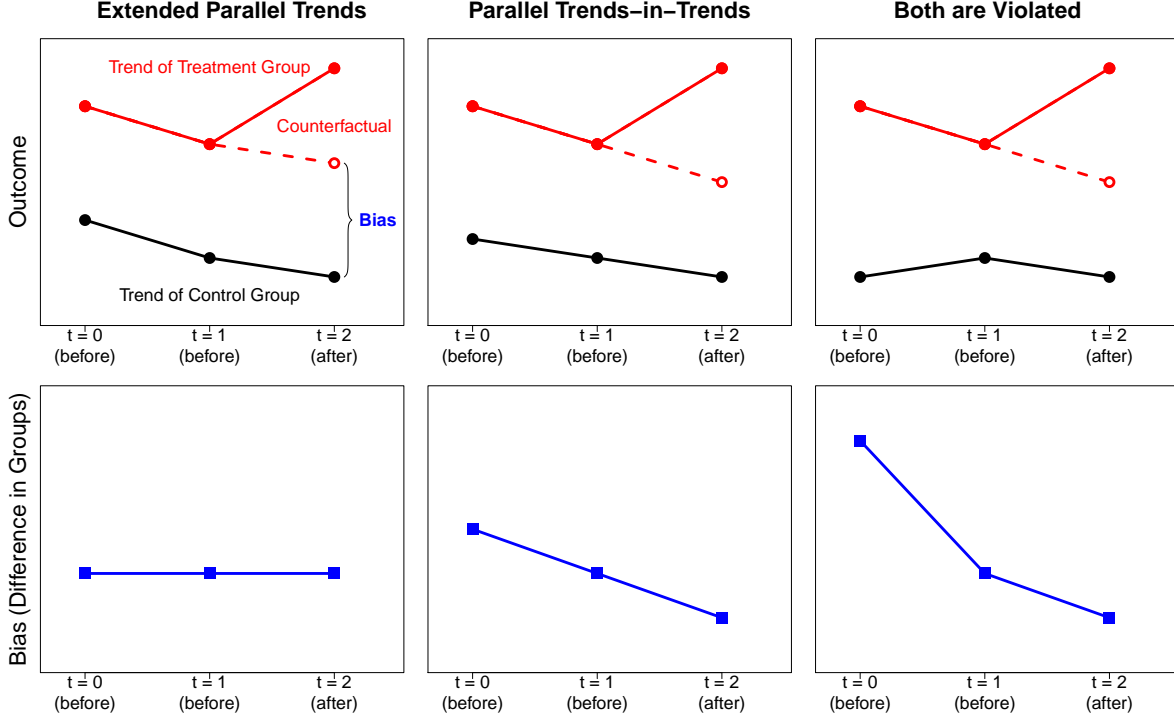 Extended Parallel Trends
Parallel Trends−in−Trends
Both are Violated
Outcome
Trend of Treatment Group
Counterfactual
Bias
Trend of Control Group
t = 0
(before)
t = 1
(before)
t = 2
(after)
t = 0
(before)
t = 1
(before)
t = 2
(after)
t = 0
(before)
t = 1
(before)
t = 2
(after)
Bias (Difference in Groups)
t = 0
(before)
t = 1
(before)
t = 2
(after)
t = 0
(before)
t = 1
(before)
t = 2
(after)
t = 0
(before)
t = 1
(before)
t = 2
(after)